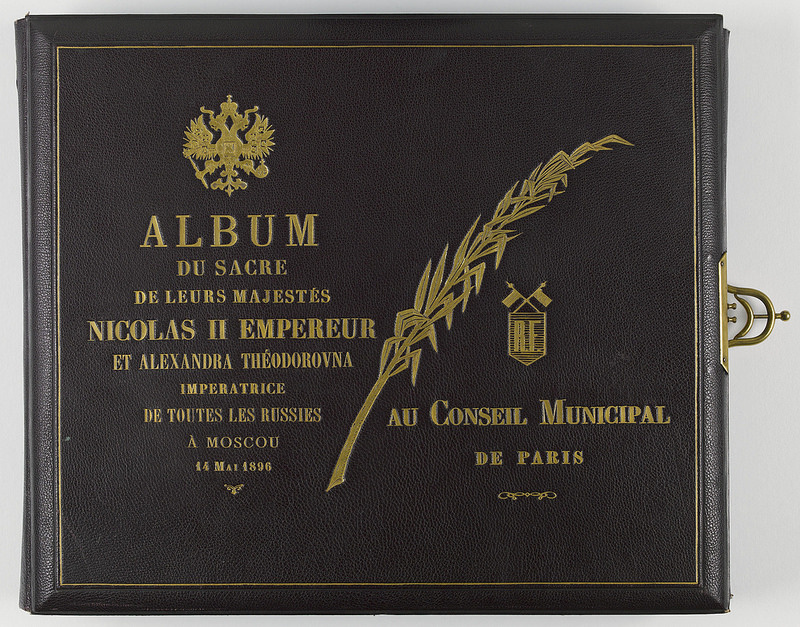 ALBUM
DU SACRE
DE LEURS MAJESTÉS
NICOLAS II EMPEREUR
ET ALEXANDRA THÉODOROVNA
IMPERATRICE
DE TOUTES LES RUSSIES
À MOSCOU
14 MAI 1896
RF
AU CONSEIL MUNICIPAL
DE PARIS